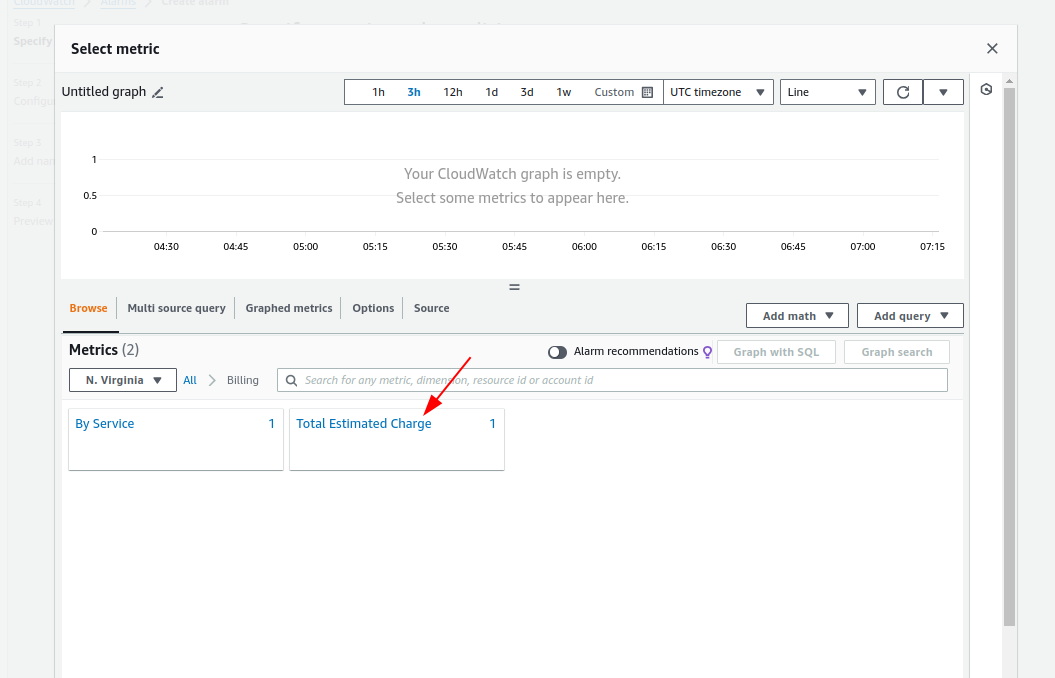 CloudWatch > Alarms > Create alarm
Step 1
Specify
Step 2
Configu
Step 3
Add nam
Step 4
Preview
Select metric
Untitled graph
1h 3h 12h 1d 3d 1w Custom UTC timezone Line
1
0.5
0
Your CloudWatch graph is empty.
Select some metrics to appear here.
04:30 04:45 05:00 05:15 05:30 05:45 06:00 06:15 06:30 06:45 07:00 07:15
Browse Multi source query Graphed metrics Options Source Add math Add query
Metrics (2) Alarm recommendations Graph with SQL Graph search
N. Virginia All Billing Search for any metric, dimension, resource id or account id
By Service 1
Total Estimated Charge 1